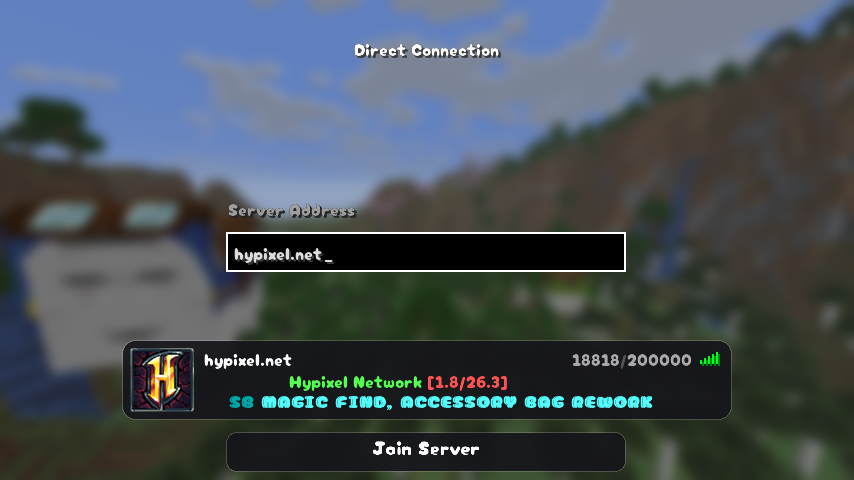 Direct Connection
Server Address
hypixel.net_
hypixel.net 18818/200000
Hypixel Network [1.8/26.3]
SB MAGIC FIND, ACCESSORY BAG REWORK
Join Server